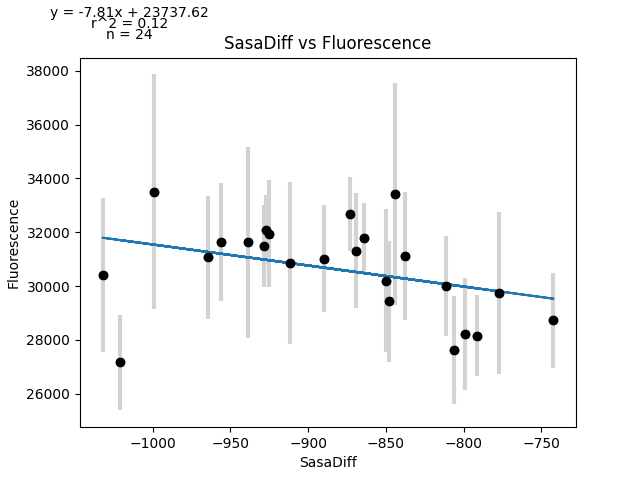 y = -7.81x + 23737.62
r^2 = 0.12
n = 24
SasaDiff vs Fluorescence
38000
36000
34000
32000
30000
28000
26000
Fluorescence
−1000
−950
−900
−850
−800
−750
SasaDiff